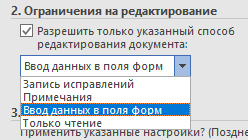 2. Ограничения на редактирование
Разрешить только указанный способ
редактирования документа:
Ввод данных в поля форм
Запись исправлений
Примечания
Ввод данных в поля форм
3.
Только чтение
Применить указанные настройки? (Позднее